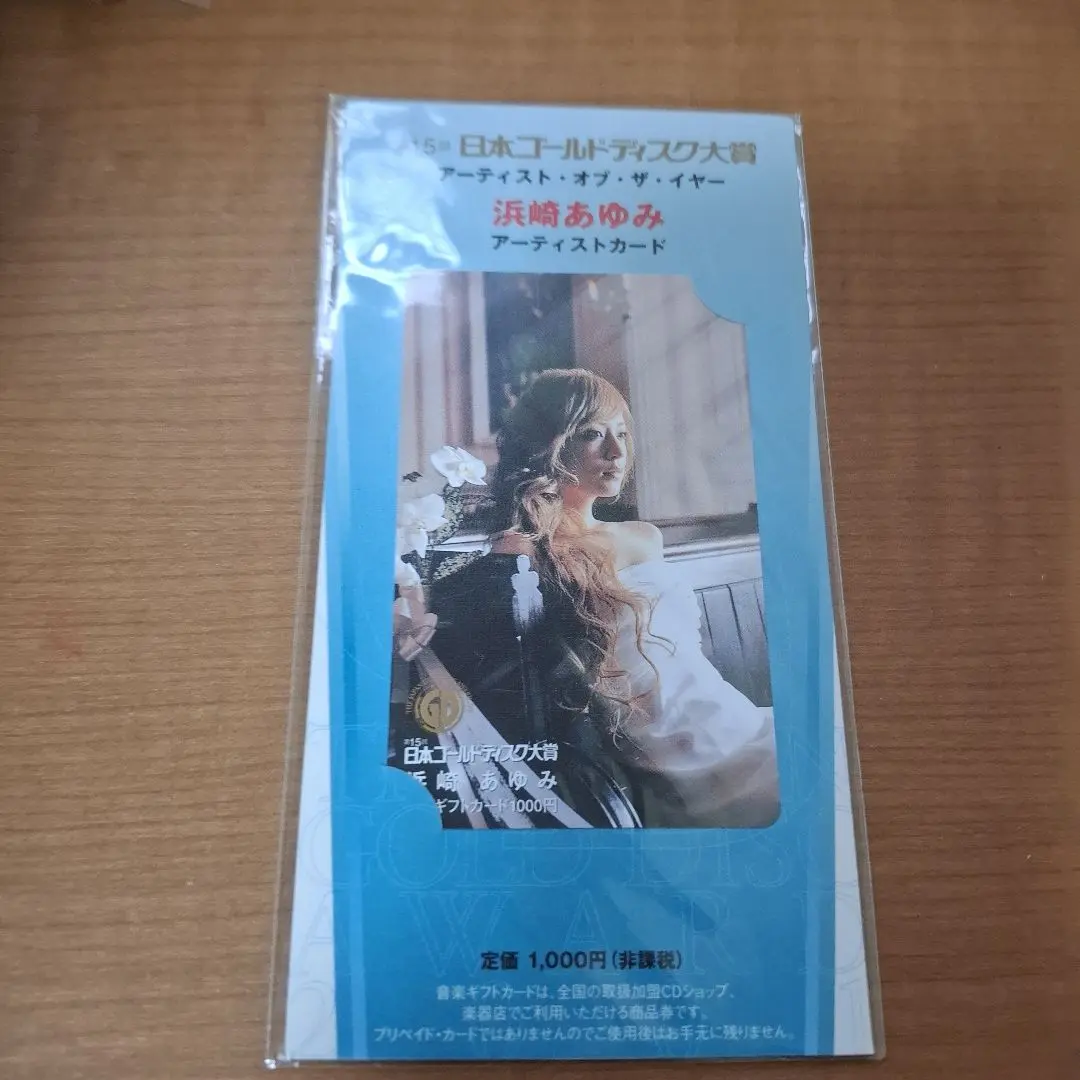 第15回 日本ゴールドディスク大賞
アーティスト・オブ・ザ・イヤー
浜崎あゆみ
アーティストカード
GD
第15回
日本ゴールドディスク大賞
浜崎 あゆみ
ギフトカード1000円
GOLD DISC
AWARD
定価 1,000円(非課税)
音楽ギフトカードは、全国の取扱加盟CDショップ、
楽器店でご利用いただける商品券です。
プリペイド・カードではありませんのでご使用後はお手元に残りません。